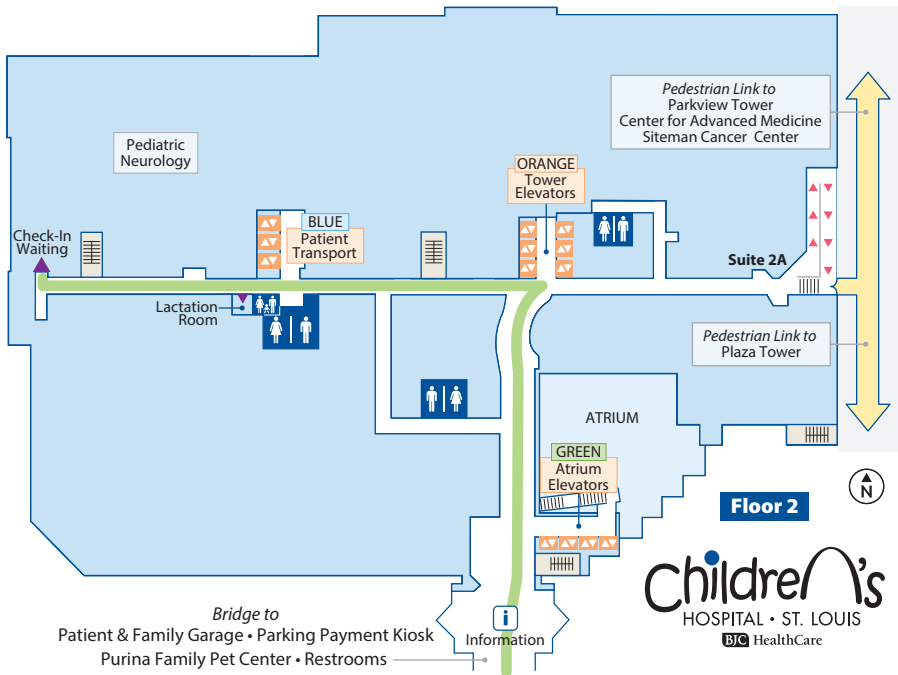 Pedestrian Link to
Parkview Tower
Center for Advanced Medicine
Siteman Cancer Center
Pediatric
Neurology
ORANGE
Tower
Elevators
BLUE
Patient
Transport
Check-In
Waiting
Suite 2A
Lactation
Room
Pedestrian Link to
Plaza Tower
ATRIUM
GREEN
Atrium
Elevators
N
Floor 2
Children's
HOSPITAL • ST. LOUIS
BJC HealthCare
i
Information
Bridge to
Patient & Family Garage • Parking Payment Kiosk
Purina Family Pet Center • Restrooms